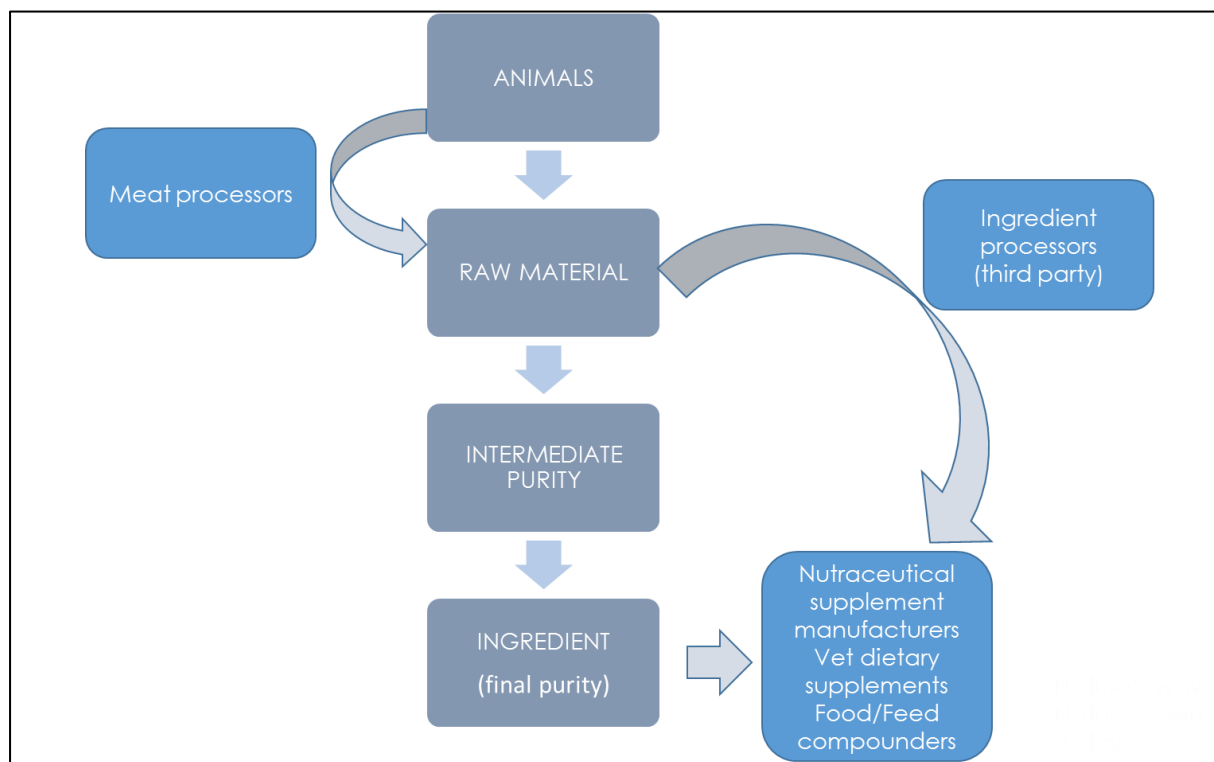 ANIMALS
Meat processors
RAW MATERIAL
Ingredient
processors
(third party)
INTERMEDIATE
PURITY
INGREDIENT
(final purity)
Nutraceutical
supplement
manufacturers
Vet dietary
supplements
Food/Feed
compounders